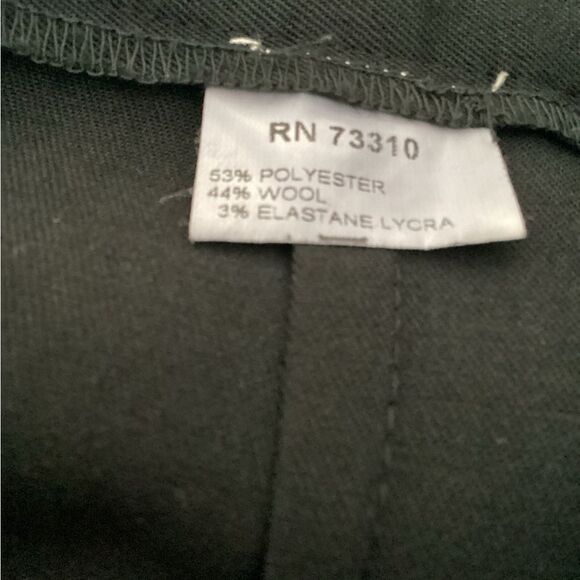 RN 73310
53% POLYESTER
44% WOOL
3% ELASTANE LYCRA